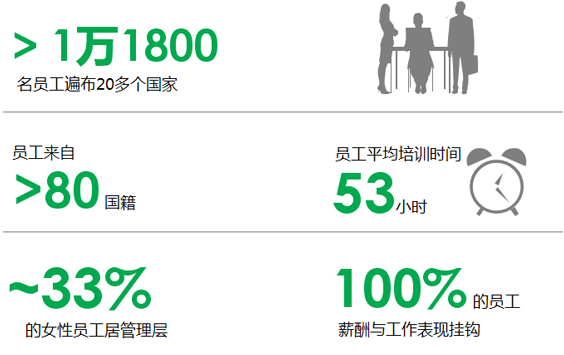 > 1万1800
名员工遍布20多个国家
员工来自
>80 国籍
员工平均培训时间
53小时
~33%
的女性员工居管理层
100% 的员工
薪酬与工作表现挂钩